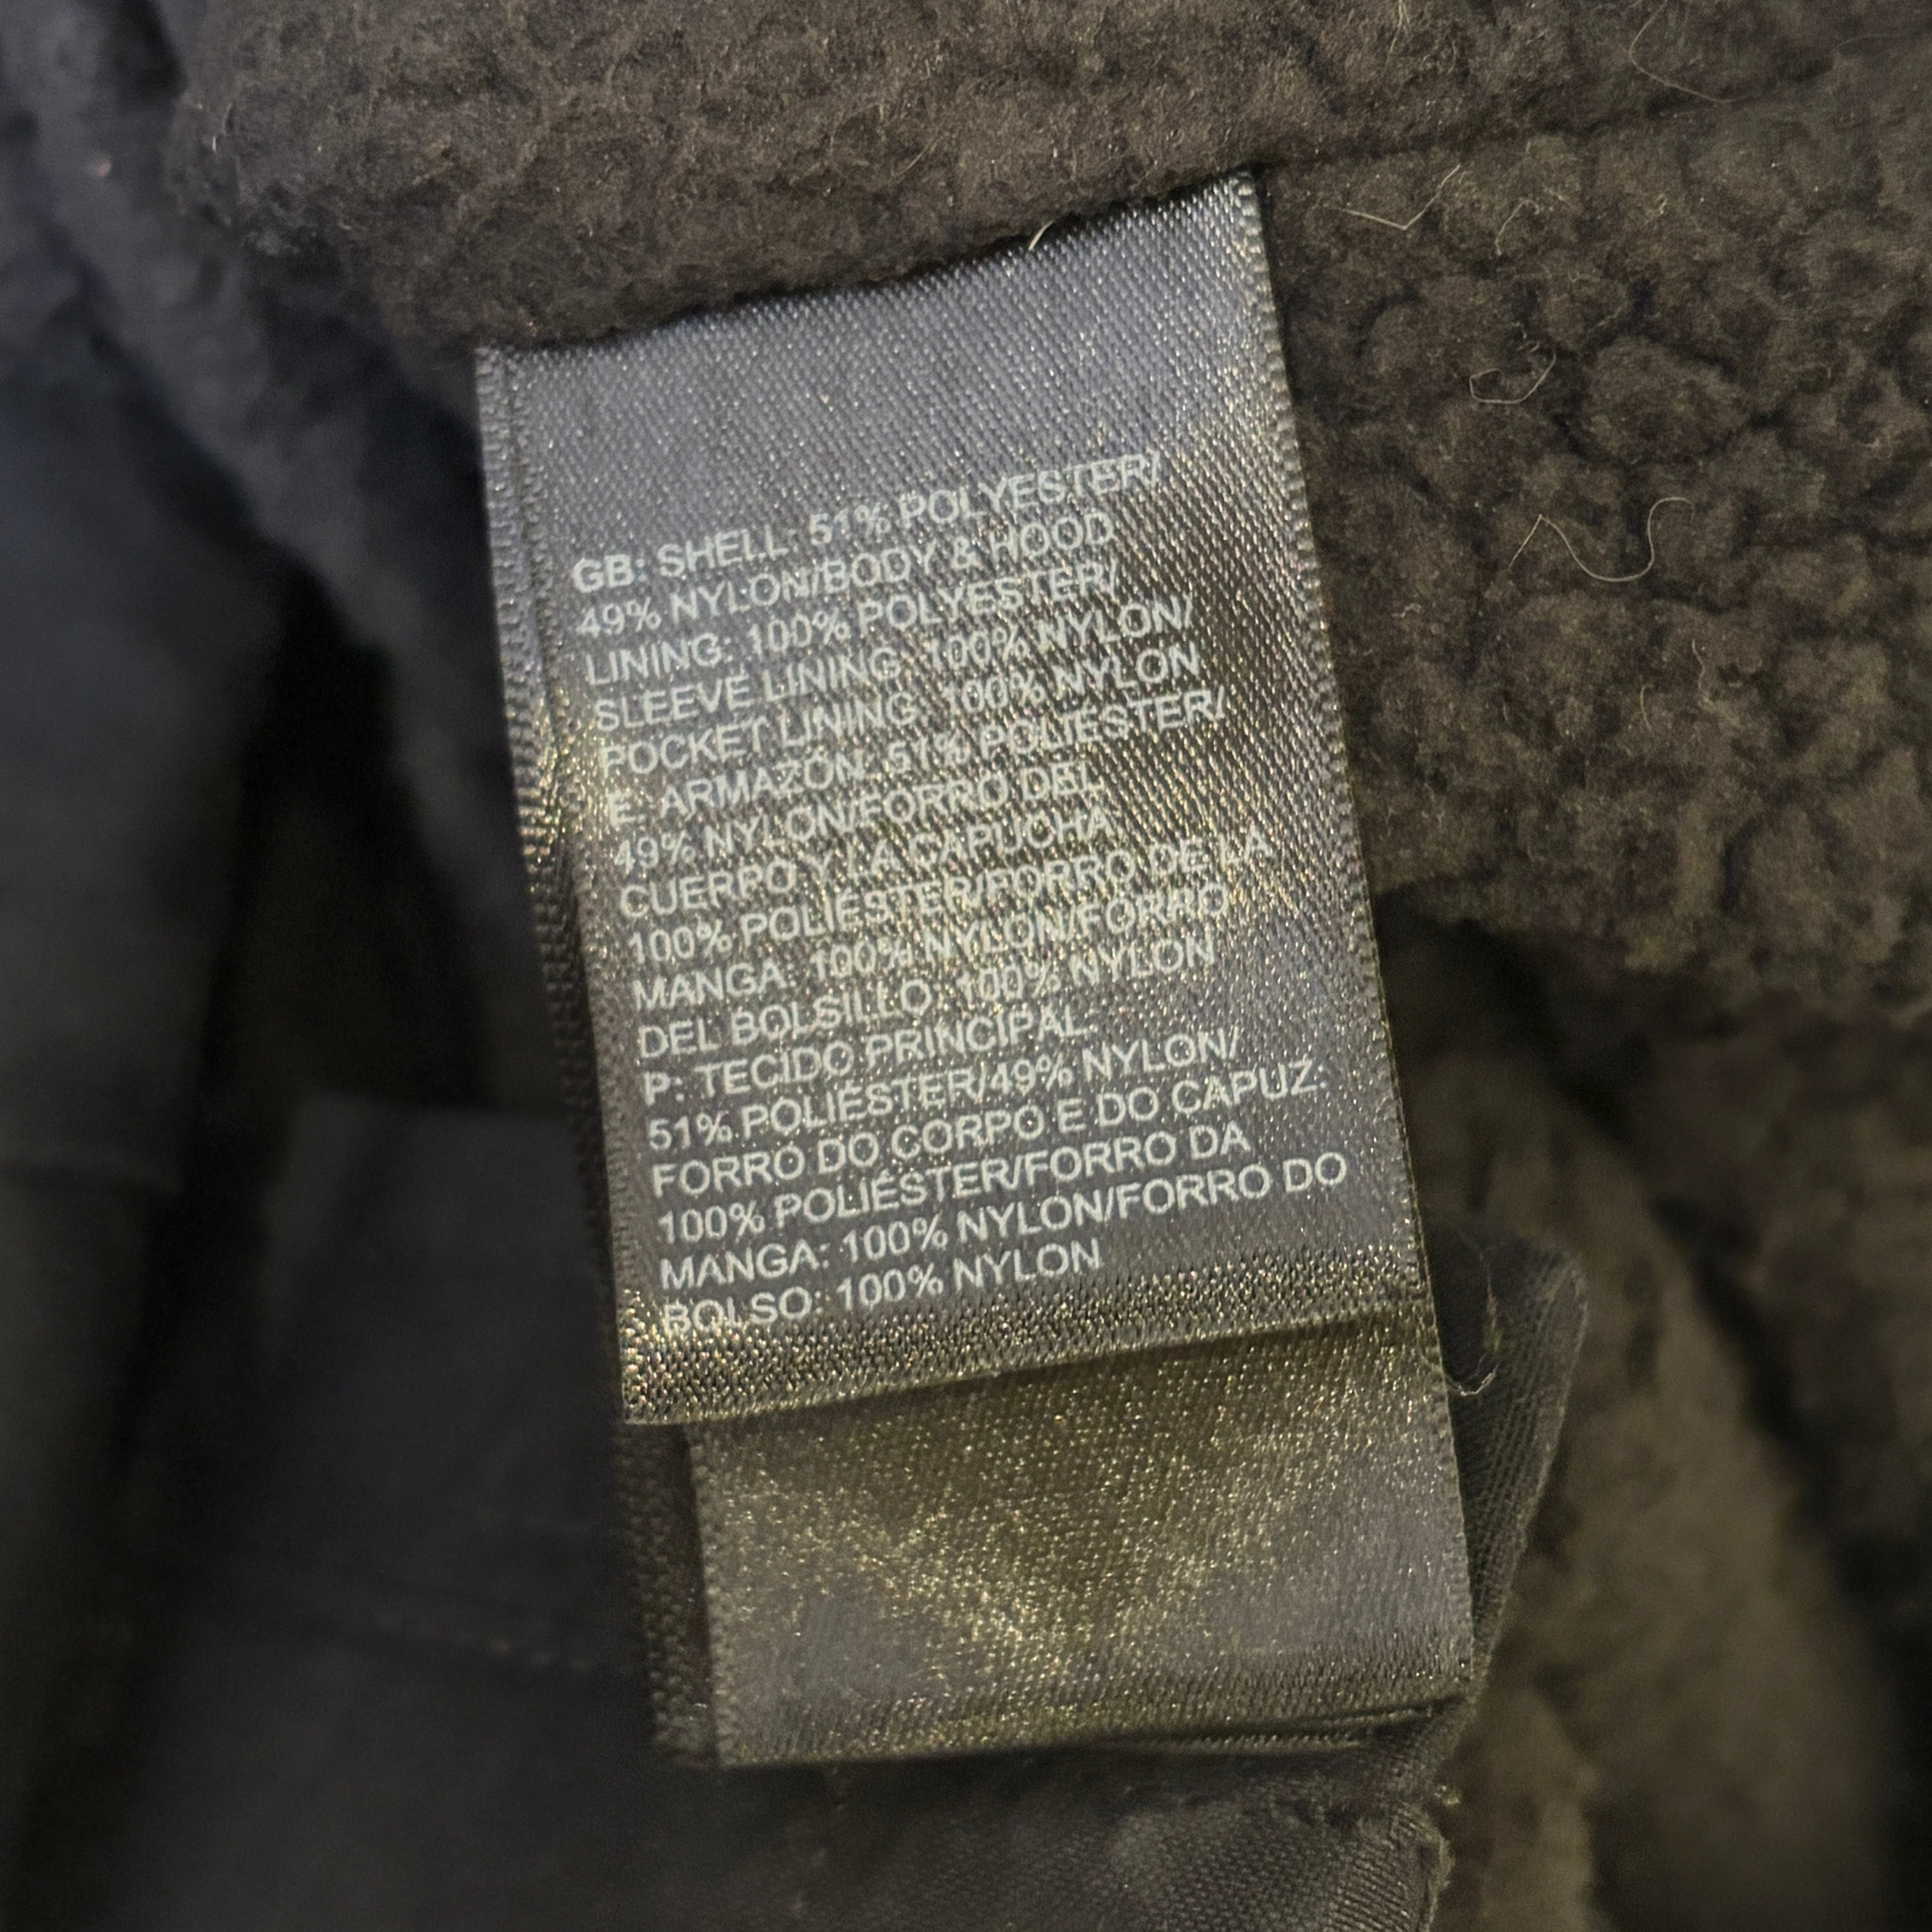 GB: SHELL: 51% POLYESTER/
49% NYLON/BODY & HOOD
LINING: 100% POLYESTER/
SLEEVE LINING: 100% NYLON/
POCKET LINING: 100% NYLON
E: ARMAZÓN: 51% POLIÉSTER/
49% NYLON/FORRO DEL
CUERPO Y LA CAPUCHA:
100% POLIÉSTER/FORRO DE LA
MANGA: 100% NYLON/FORRO
DEL BOLSILLO: 100% NYLON
P: TECIDO PRINCIPAL
51% POLIÉSTER/49% NYLON/
FORRO DO CORPO E DO CAPUZ:
100% POLIÉSTER/FORRO DA
MANGA: 100% NYLON/FORRO DO
BOLSO: 100% NYLON